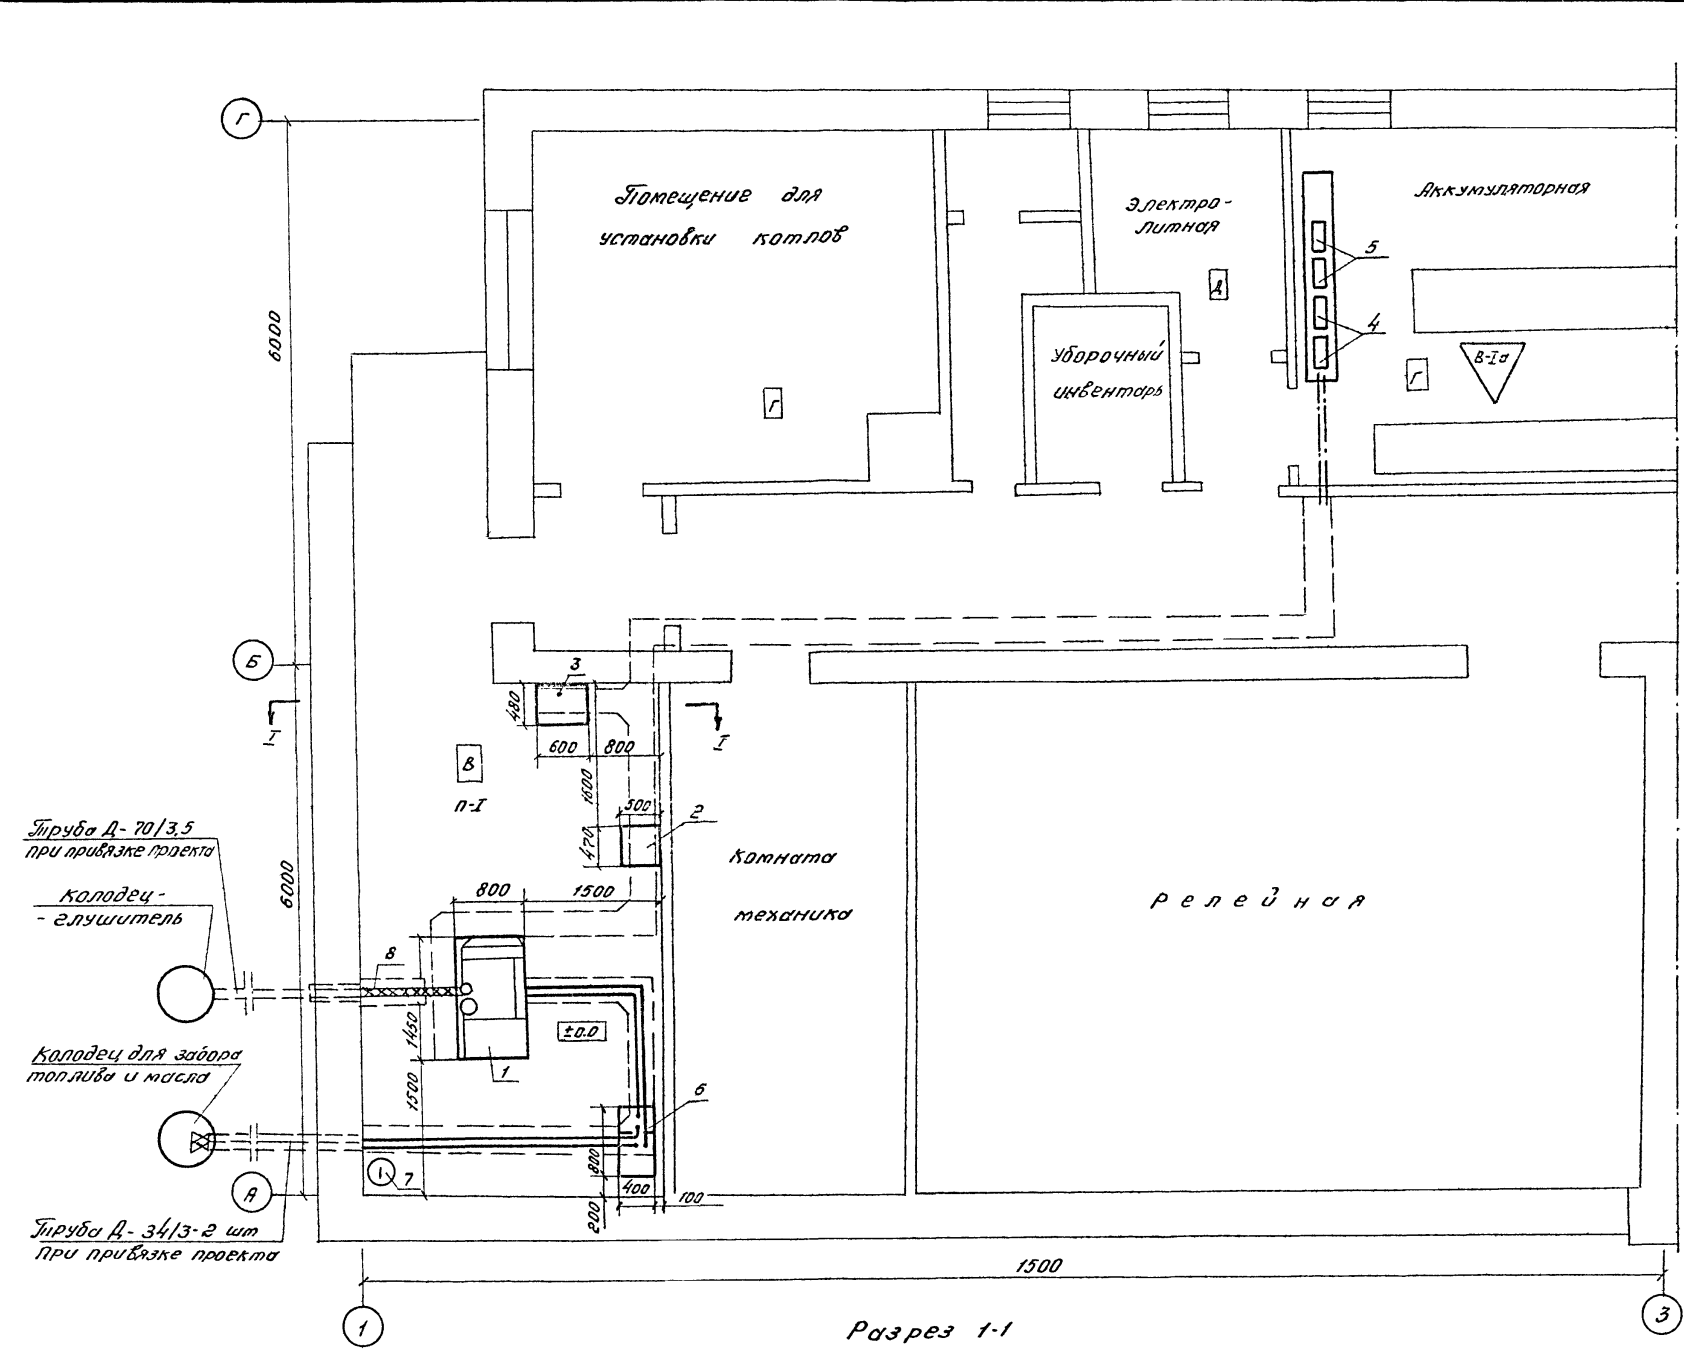 Г
Помещение для
установки котлов
Электро-
литная
Аккумуляторная
5
4
Д
6000
Уборочный
инвентарь
Г
В-Iа
Г
Б
3
480
I
I
600
800
В
П-I
1600
500
2
470
Труба Д-70/3,5
при привязке проекта
Комната
механика
Релейная
6000
Колодец-
-глушитель
800
1500
8
1450
±0.0
Колодец для забора
топлива и масла
1
1500
6
А
1
7
800
400
100
200
Труба Д-34/3-2 шт
При привязке проекта
1500
1
3
Разрез 1-1